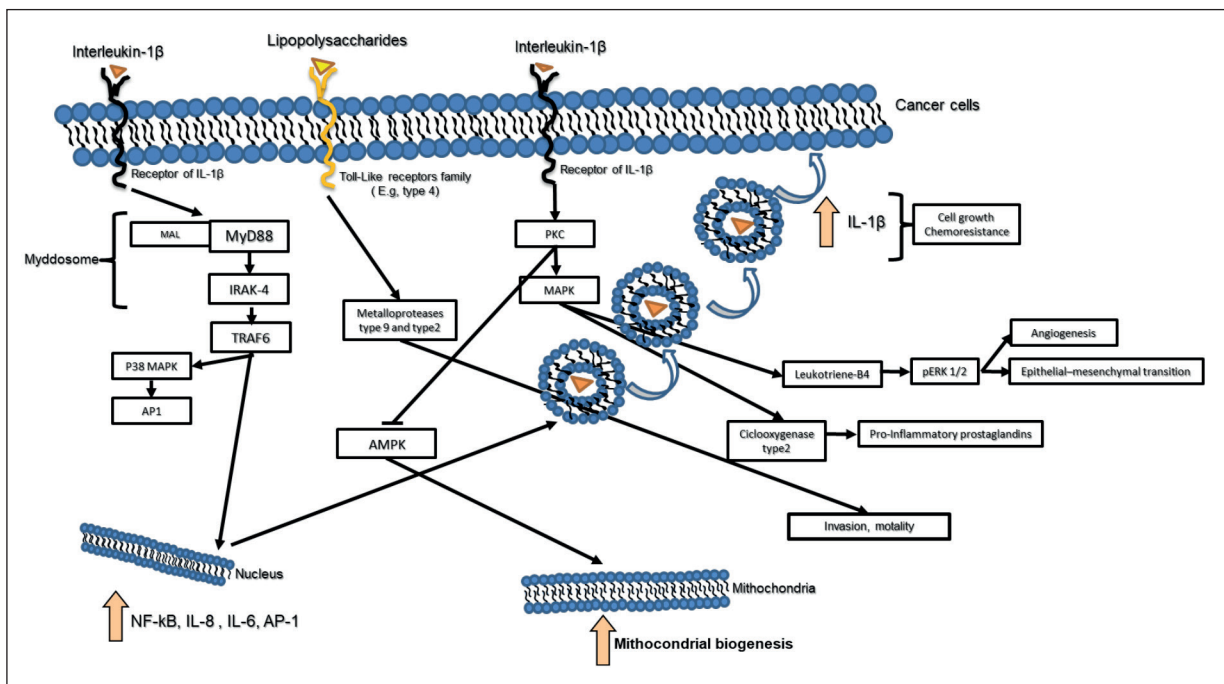 Interleukin-1β
Lipopolysaccharides
Interleukin-1β
Cancer cells
Receptor of IL-1β
Toll-Like receptors family
( E.g, type 4)
Receptor of IL-1β
Myddosome
MAL
MyD88
IRAK-4
TRAF6
P38 MAPK
AP1
Metalloproteases
type 9 and type2
PKC
MAPK
IL-1β
Cell growth
Chemoresistance
Leukotriene-B4
pERK 1/2
Angiogenesis
Epithelial–mesenchymal transition
AMPK
Ciclooxygenase
type2
Pro-Inflammatory prostaglandins
Invasion, motality
Nucleus
NF-kB, IL-8 , IL-6, AP-1
Mithochondria
Mithocondrial biogenesis